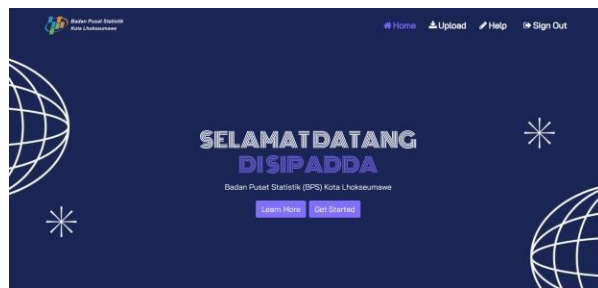 Badan Pusat Statistik
Kota Lhokseumawe
Home Upload Help Sign Out
SELAMAT DATANG
DI SIPADDA
Badan Pusat Statistik (BPS) Kota Lhokseumawe
Learn More Get Started